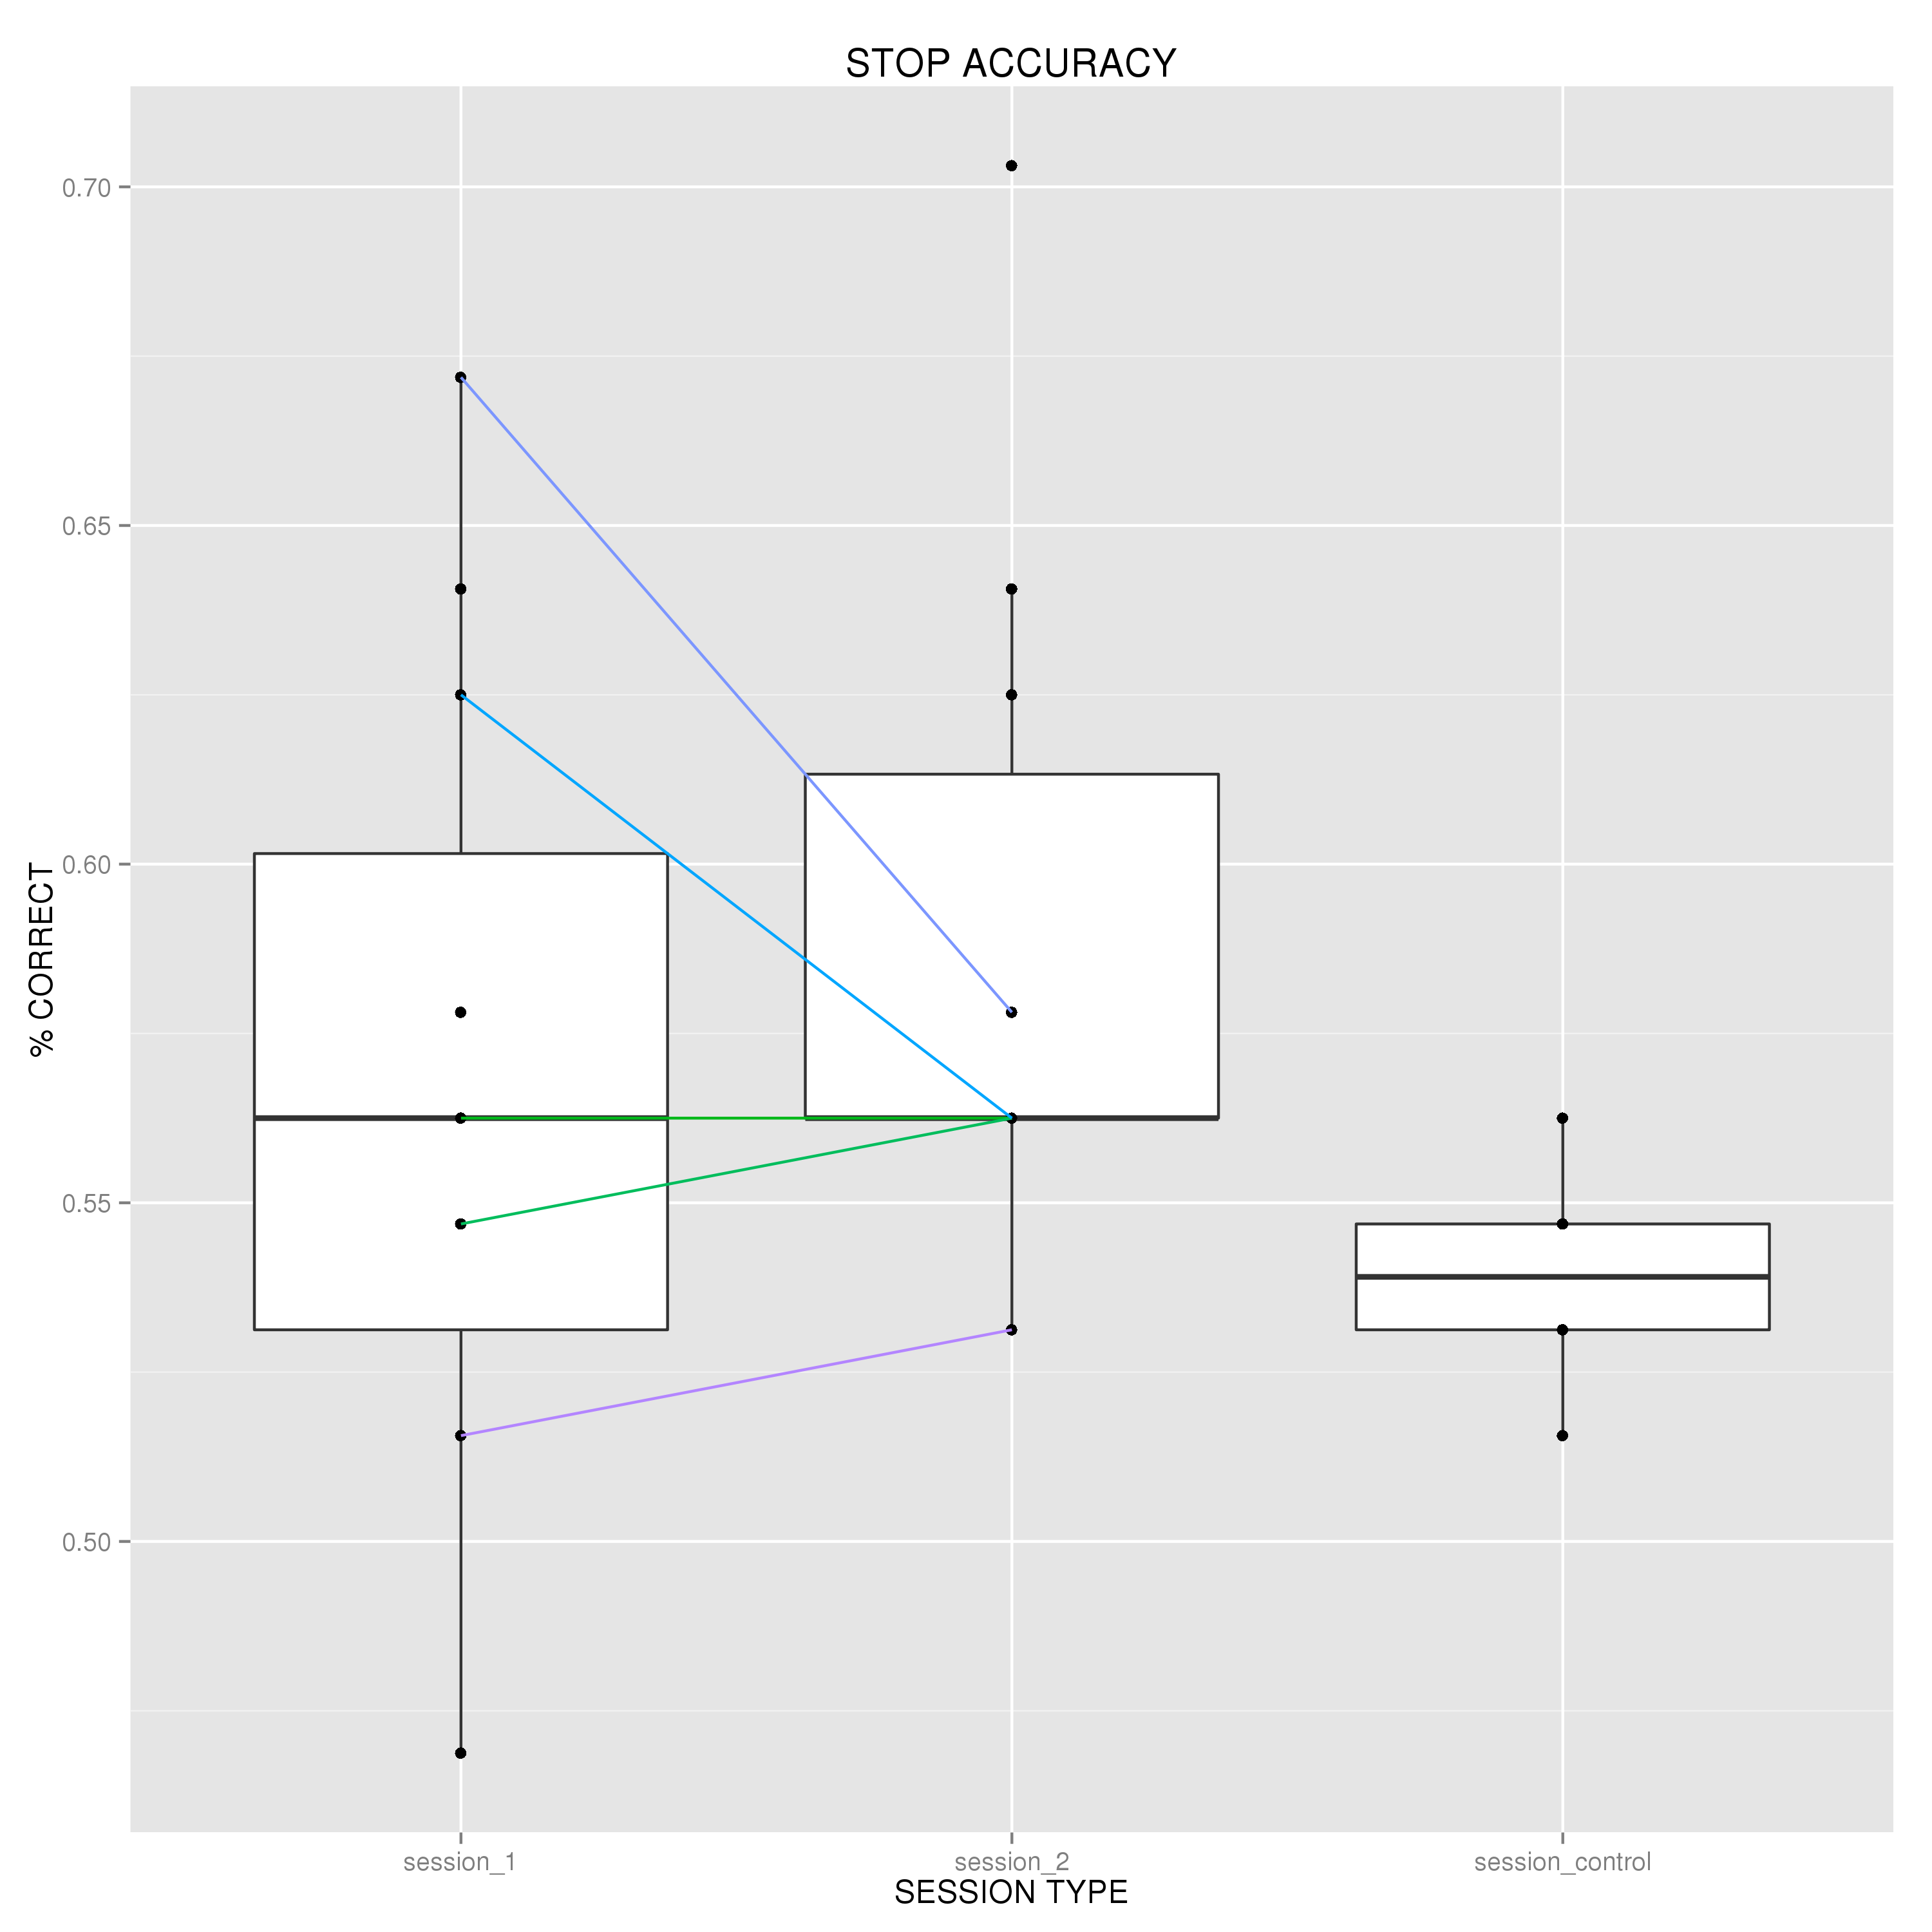 STOP ACCURACY
% CORRECT
0.70
0.65
0.60
0.55
0.50
session_1
session_2
session_control
SESSION TYPE